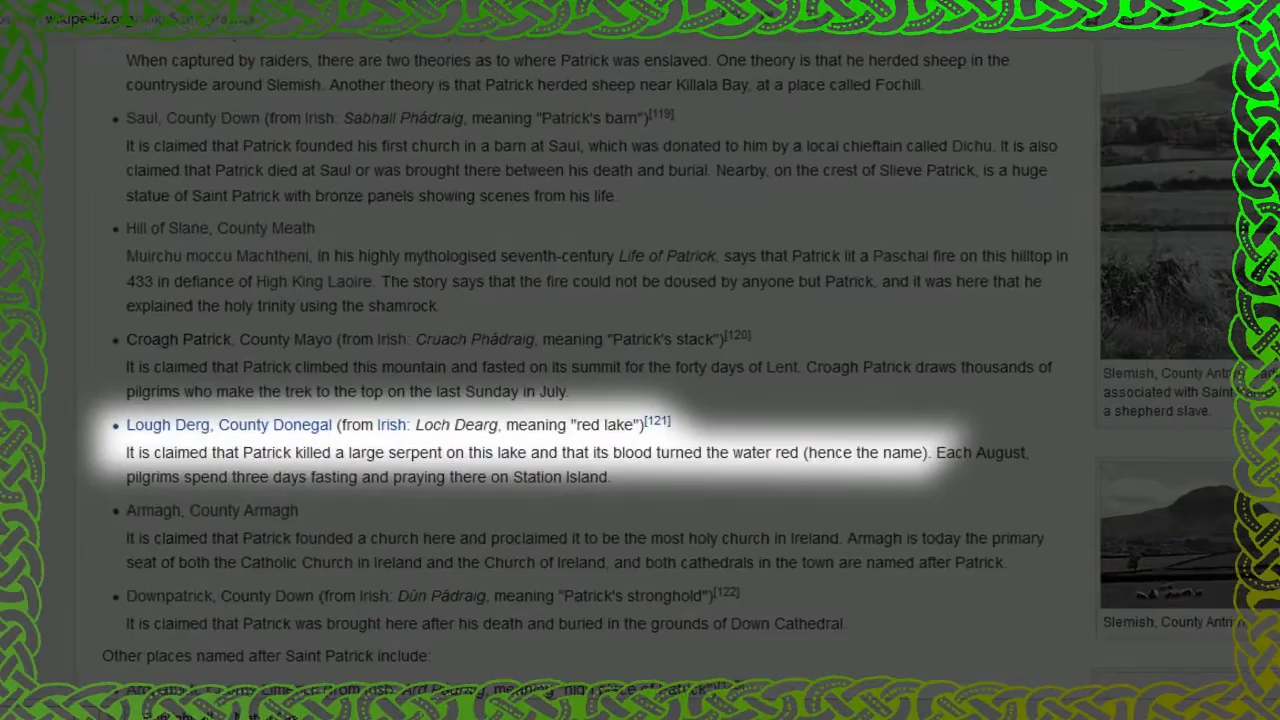 wikipedia.org
When captured by raiders, there are two theories as to where Patrick was enslaved. One theory is that he herded sheep in the
countryside around Slemish. Another theory is that Patrick herded sheep near Killala Bay, at a place called Fochill.
Saul, County Down (from Irish: Sabhall Phádraig, meaning "Patrick's barn")[119]
It is claimed that Patrick founded his first church in a barn at Saul, which was donated to him by a local chieftain called Dichu. It is also
claimed that Patrick died at Saul or was brought there between his death and burial. Nearby, on the crest of Slieve Patrick, is a huge
statue of Saint Patrick with bronze panels showing scenes from his life.
Hill of Slane, County Meath
Muirchu moccu Machtheni, in his highly mythologised seventh-century Life of Patrick, says that Patrick lit a Paschal fire on this hilltop in
433 in defiance of High King Laoire. The story says that the fire could not be doused by anyone but Patrick, and it was here that he
explained the holy trinity using the shamrock.
Croagh Patrick, County Mayo (from Irish: Cruach Phádraig, meaning "Patrick's stack")[120]
It is claimed that Patrick climbed this mountain and fasted on its summit for the forty days of Lent. Croagh Patrick draws thousands of
pilgrims who make the trek to the top on the last Sunday in July.
Lough Derg, County Donegal (from Irish: Loch Dearg, meaning "red lake")[121]
It is claimed that Patrick killed a large serpent on this lake and that its blood turned the water red (hence the name). Each August,
pilgrims spend three days fasting and praying there on Station Island.
Armagh, County Armagh
It is claimed that Patrick founded a church here and proclaimed it to be the most holy church in Ireland. Armagh is today the primary
seat of both the Catholic Church in Ireland and the Church of Ireland, and both cathedrals in the town are named after Patrick.
Downpatrick, County Down (from Irish: Dún Pádraig, meaning "Patrick's stronghold")[122]
It is claimed that Patrick was brought here after his death and buried in the grounds of Down Cathedral.
Other places named after Saint Patrick include:
Slemish, County Ant
associated with Saint
a shepherd slave.
Slemish, County Antri